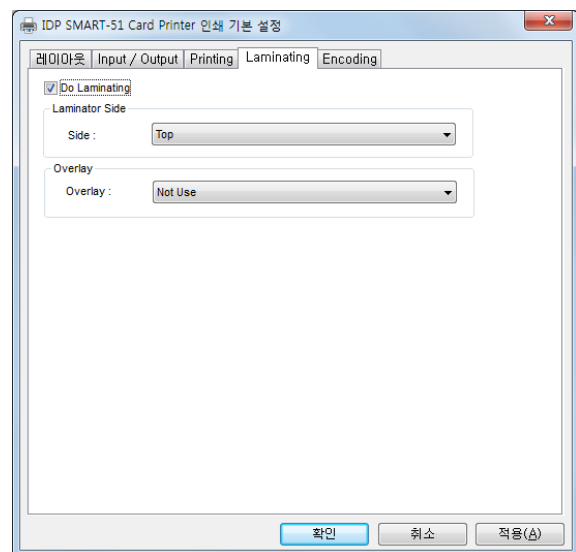 IDP SMART-51 Card Printer 인쇄 기본 설정
레이아웃 Input / Output Printing Laminating Encoding
Do Laminating
Laminator Side
Side : Top
Overlay
Overlay : Not Use
확인 취소 적용(A)